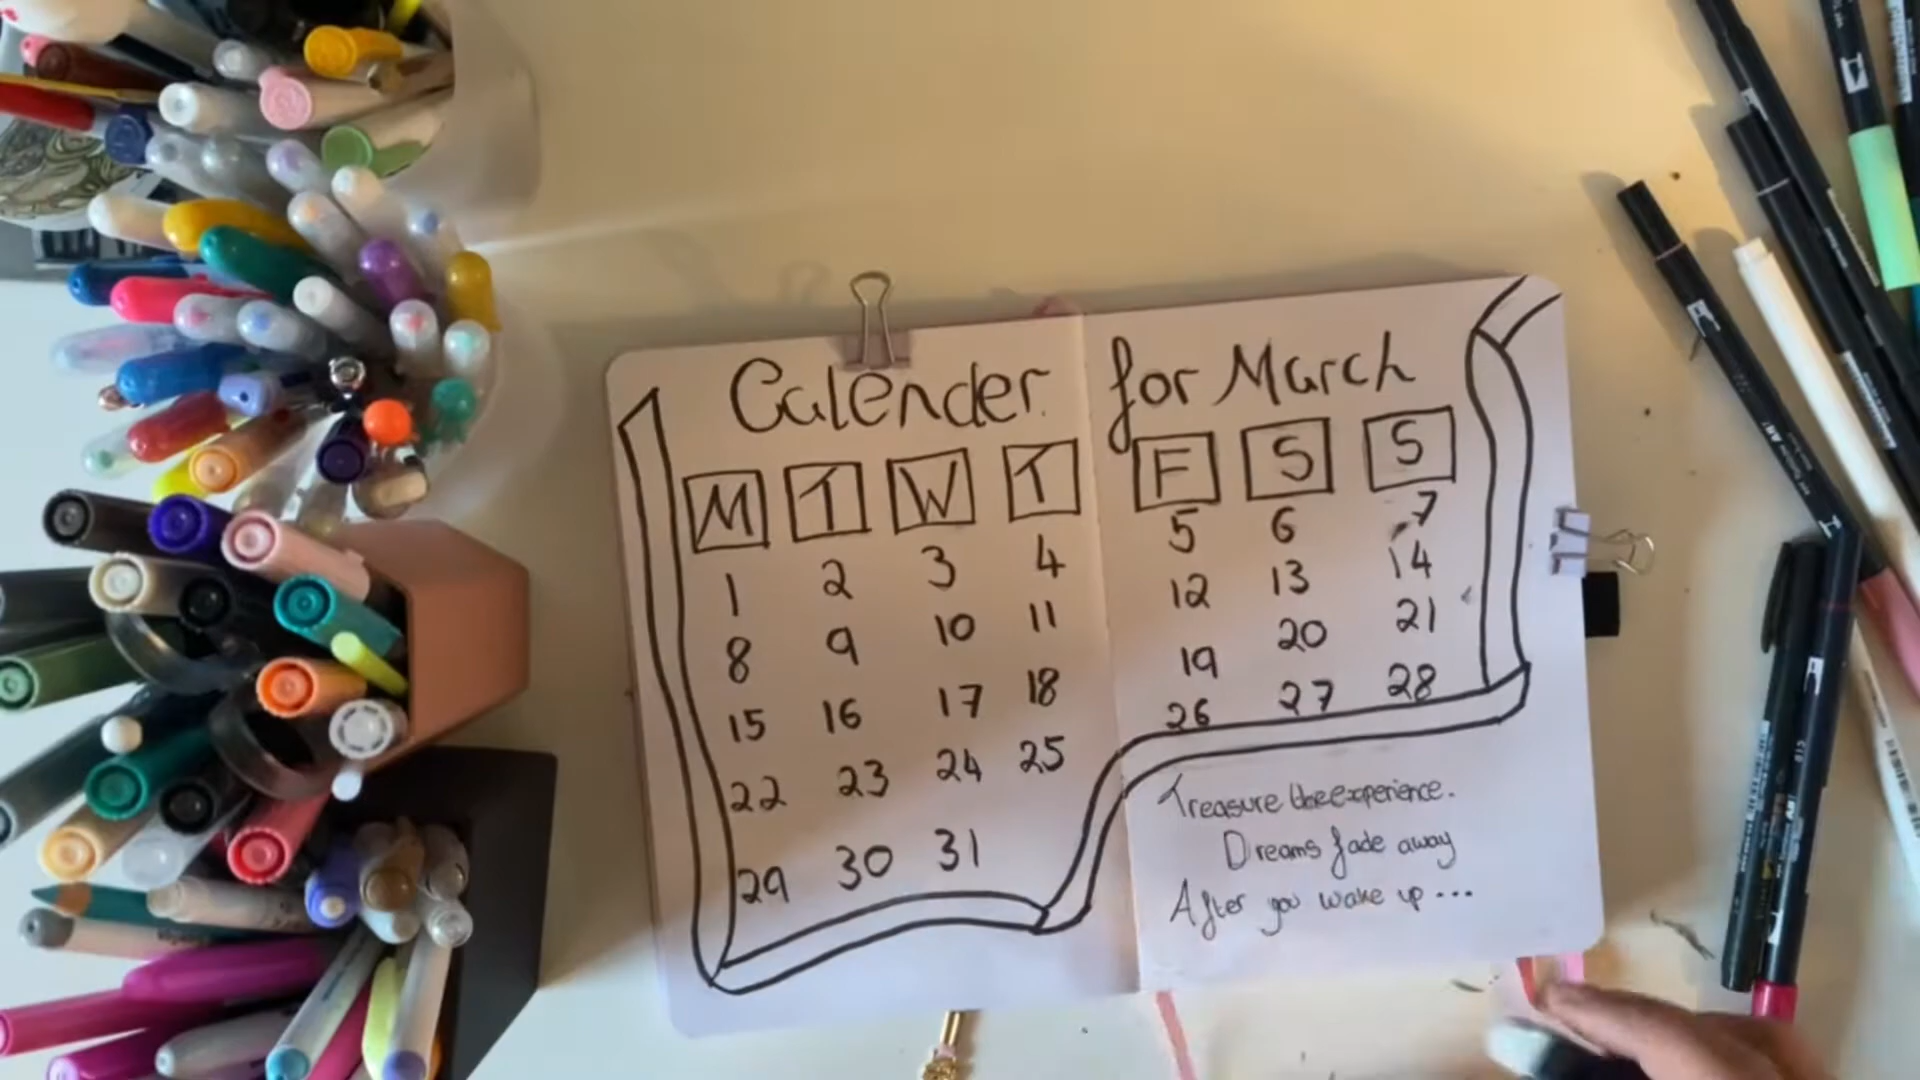 Calender for March
M T W T F S S
1 2 3 4 5 6 7
8 9 10 11 12 13 14
15 16 17 18 19 20 21
22 23 24 25 26 27 28
29 30 31
Treasure the experience.
Dreams fade away
After you wake up...